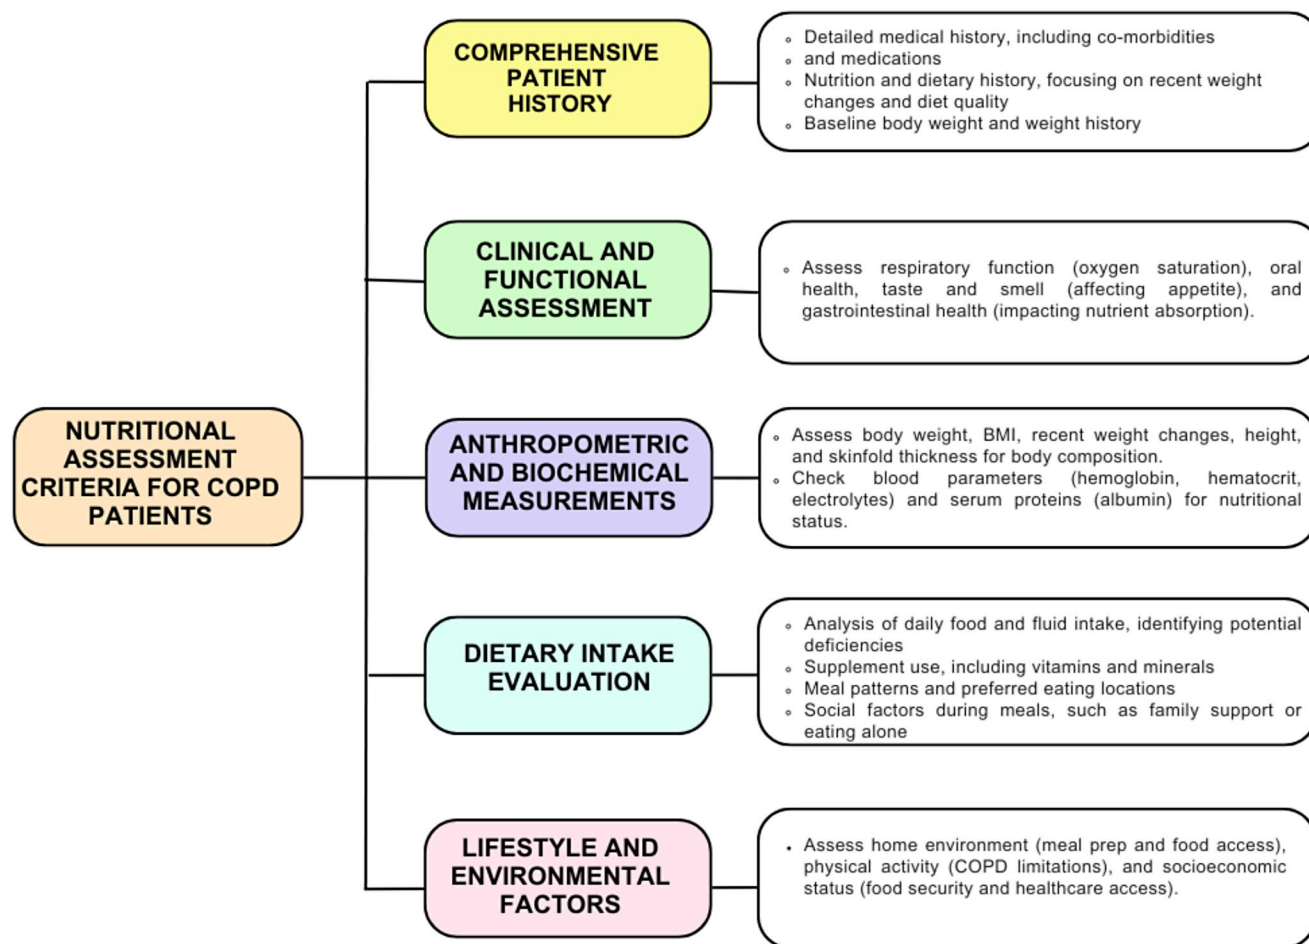 NUTRITIONAL
ASSESSMENT
CRITERIA FOR COPD
PATIENTS
COMPREHENSIVE
PATIENT
HISTORY
Detailed medical history, including co-morbidities
and medications
Nutrition and dietary history, focusing on recent weight
changes and diet quality
Baseline body weight and weight history
CLINICAL AND
FUNCTIONAL
ASSESSMENT
Assess respiratory function (oxygen saturation), oral
health, taste and smell (affecting appetite), and
gastrointestinal health (impacting nutrient absorption).
ANTHROPOMETRIC
AND BIOCHEMICAL
MEASUREMENTS
Assess body weight, BMI, recent weight changes, height,
and skinfold thickness for body composition.
Check blood parameters (hemoglobin, hematocrit,
electrolytes) and serum proteins (albumin) for nutritional
status.
DIETARY INTAKE
EVALUATION
Analysis of daily food and fluid intake, identifying potential
deficiencies
Supplement use, including vitamins and minerals
Meal patterns and preferred eating locations
Social factors during meals, such as family support or
eating alone
LIFESTYLE AND
ENVIRONMENTAL
FACTORS
Assess home environment (meal prep and food access),
physical activity (COPD limitations), and socioeconomic
status (food security and healthcare access).